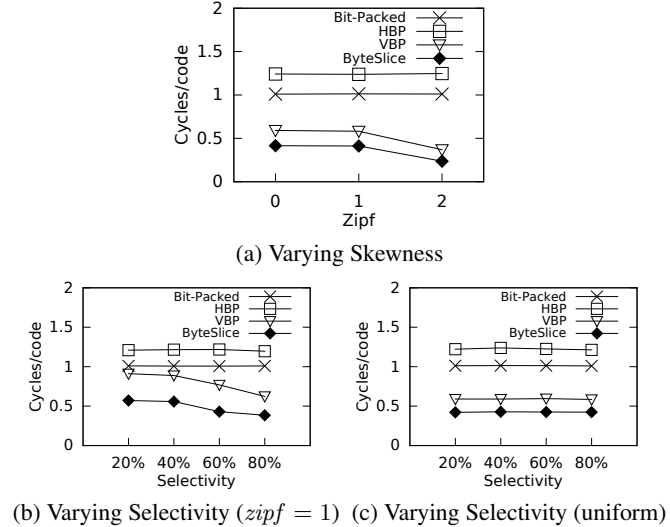 2
1.5
1
0.5
0
Cycles/code
Bit-Packed
HBP
VBP
ByteSlice
0 1 2
Zipf
(a) Varying Skewness
2
1.5
1
0.5
0
Cycles/code
Bit-Packed
HBP
VBP
ByteSlice
20% 40% 60% 80%
Selectivity
(b) Varying Selectivity (zipf = 1)
2
1.5
1
0.5
0
Cycles/code
Bit-Packed
HBP
VBP
ByteSlice
20% 40% 60% 80%
Selectivity
(c) Varying Selectivity (uniform)